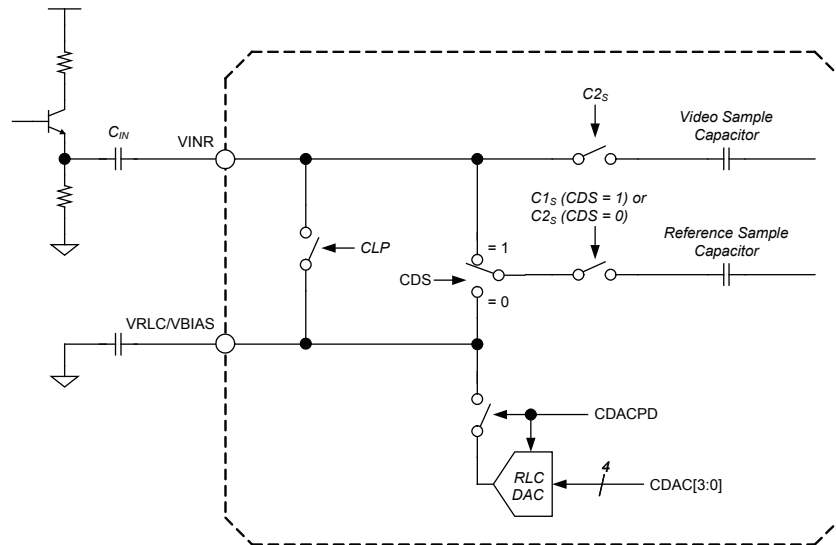 C2S
Video Sample
Capacitor
CIN
VINR
C1S (CDS = 1) or
C2S (CDS = 0)
Reference Sample
Capacitor
= 1
CLP
CDS
= 0
VRLC/VBIAS
CDACPD
4
RLC
DAC
CDAC[3:0]